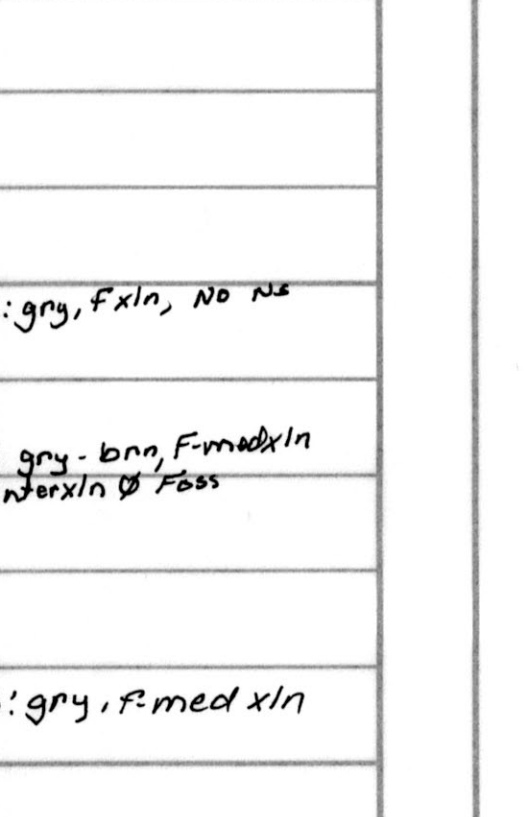 : gry, Fxln, NO NS
gry - brn, F-medxln
nterxln Ø Foss
: gry, f-med xln